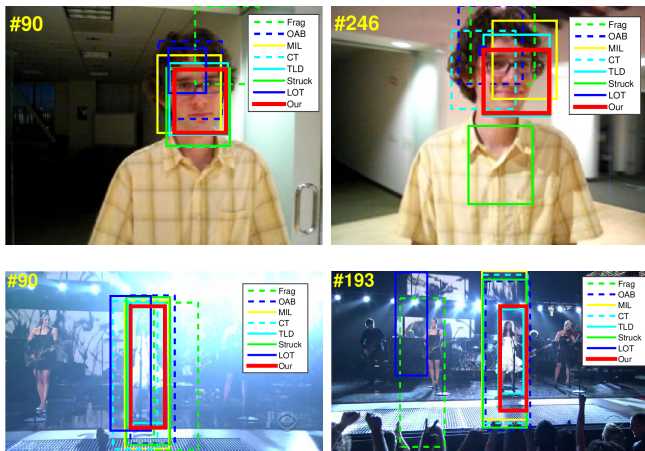 #90
Frag
OAB
MIL
CT
TLD
Struck
LOT
Our
#246
Frag
OAB
MIL
CT
TLD
Struck
LOT
Our
#90
Frag
OAB
MIL
CT
TLD
Struck
LOT
Our
#193
Frag
OAB
MIL
CT
TLD
Struck
LOT
Our